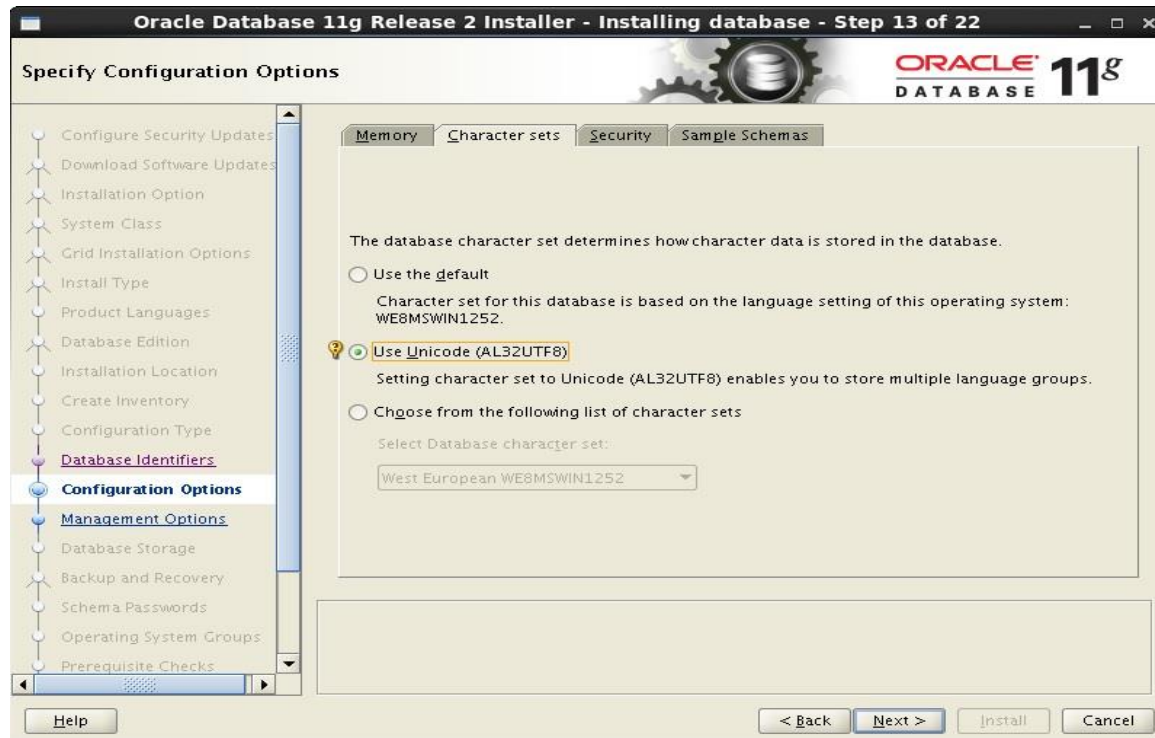 Oracle Database 11g Release 2 Installer - Installing database - Step 13 of 22
Specify Configuration Options
ORACLE DATABASE 11g
Configure Security Updates
Download Software Updates
Installation Option
System Class
Grid Installation Options
Install Type
Product Languages
Database Edition
Installation Location
Create Inventory
Configuration Type
Database Identifiers
Configuration Options
Management Options
Database Storage
Backup and Recovery
Schema Passwords
Operating System Groups
Prerequisite Checks
Memory Character sets Security Sample Schemas
The database character set determines how character data is stored in the database.
Use the default
Character set for this database is based on the language setting of this operating system:
WE8MSWIN1252.
Use Unicode (AL32UTF8)
Setting character set to Unicode (AL32UTF8) enables you to store multiple language groups.
Choose from the following list of character sets
Select Database character set:
West European WE8MSWIN1252
Help < Back Next > Install Cancel